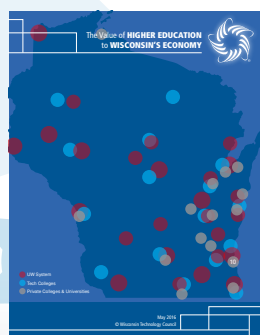 The Value of HIGHER EDUCATION
to WISCONSIN'S ECONOMY
10
UW System
Tech Colleges
Private Colleges & Universities
May 2016
© Wisconsin Technology Council